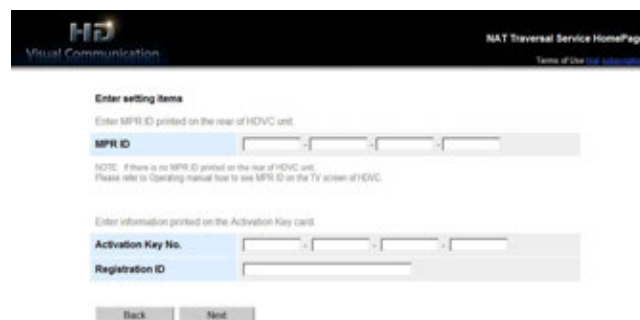 HD
Visual Communication
NAT Traversal Service HomePag
Terms of Use
Enter setting items
Enter MPR ID printed on the rear of HDVC unit.
MPR ID
- - -
NOTE: If there is no MPR ID printed on the rear of HDVC unit.
Please refer to Operating manual how to see MPR ID on the TV screen of HDVC.
Enter information printed on the Activation Key card.
Activation Key No.
- - -
Registration ID
Back Next